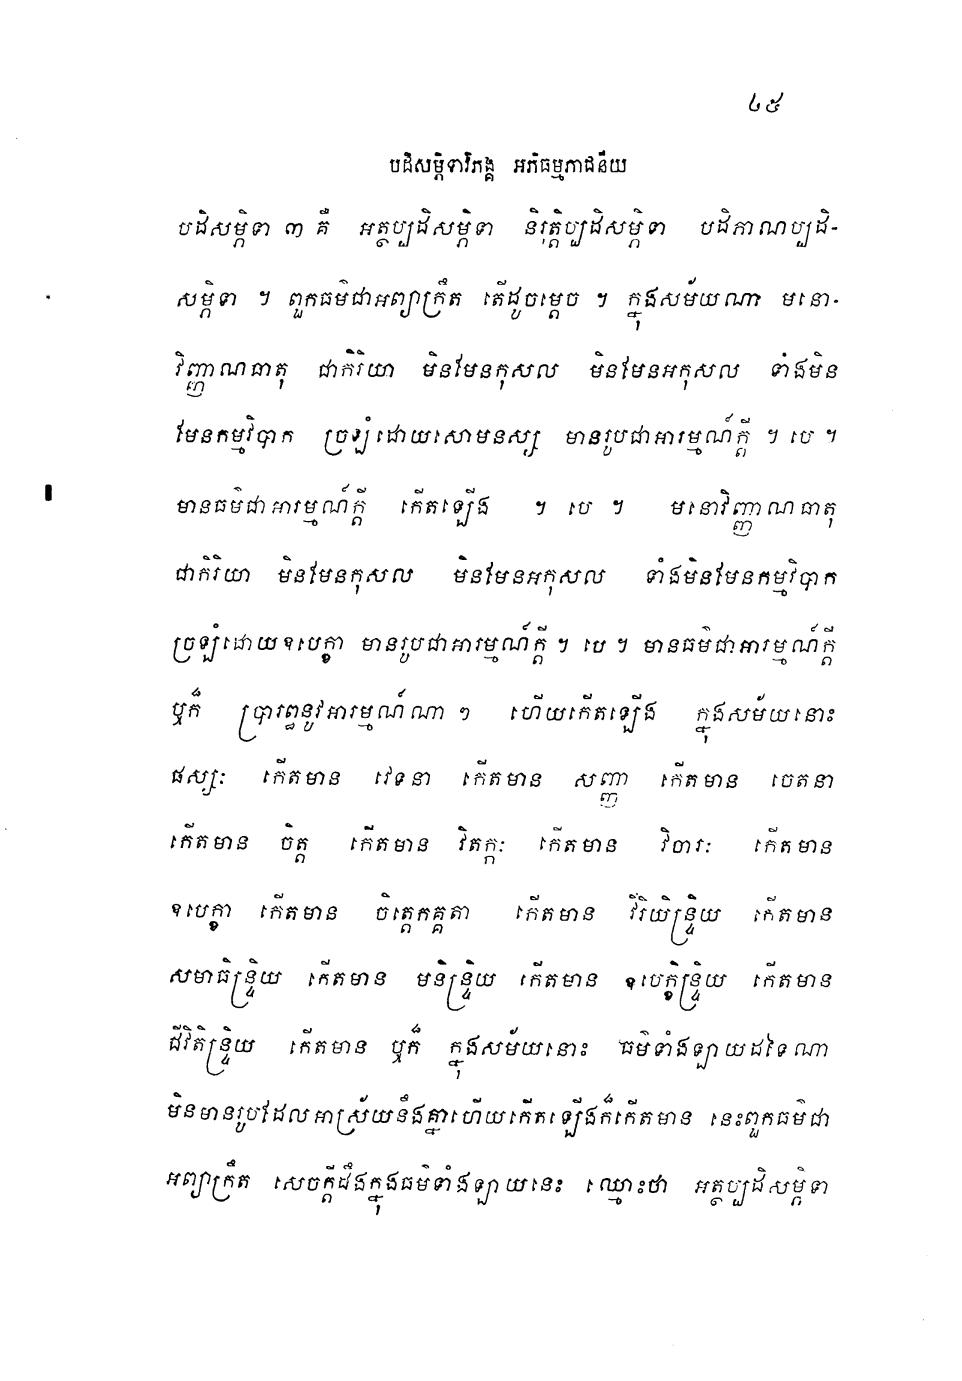 ៤៥
បដិសម្ភិទាវិភង្គ អភិធម្មភាជនីយ
បដិសម្ភិទា ៣ គឺ អត្ថប្បដិសម្ភិទា និរុត្តិប្បដិសម្ភិទា បដិភាណប្បដិ-
សម្ភិទា ។ ពួកធម៌ជាអព្យាក្រឹត តើដូចម្តេច ។ ក្នុងសម័យណា មនោ-
វិញ្ញាណធាតុ ជាកិរិយា មិនមែនកុសល មិនមែនអកុសល ទាំងមិន
មែនកម្មវិបាក ច្រឡំដោយសោមនស្ស មានរូបជាអារម្មណ៍ក្តី ។ បេ ។
មានធម៌ជាអារម្មណ៍ក្តី កើតឡើង ។ បេ ។ មនោវិញ្ញាណធាតុ
ជាកិរិយា មិនមែនកុសល មិនមែនអកុសល ទាំងមិនមែនកម្មវិបាក
ច្រឡំដោយឧបេក្ខា មានរូបជាអារម្មណ៍ក្តី ។ បេ ។ មានធម៌ជាអារម្មណ៍ក្តី
ឬក៏ ប្រារព្ធនូវអារម្មណ៍ណា ៗ ហើយកើតឡើង ក្នុងសម័យនោះ
ផស្សៈ កើតមាន វេទនា កើតមាន សញ្ញា កើតមាន ចេតនា
កើតមាន ចិត្ត កើតមាន វិតក្កៈ កើតមាន វិចារៈ កើតមាន
ឧបេក្ខា កើតមាន ចិត្តេកគ្គតា កើតមាន វីរិយិន្ទ្រិយ កើតមាន
សមាធិន្ទ្រិយ កើតមាន មនិន្ទ្រិយ កើតមាន ឧបេក្ខិន្ទ្រិយ កើតមាន
ជីវិតិន្ទ្រិយ កើតមាន ឬក៏ ក្នុងសម័យនោះ ធម៌ទាំងឡាយដទៃណា
មិនមានរូបដែលអាស្រ័យនឹងគ្នាហើយកើតឡើងក៏កើតមាន នេះពួកធម៌ជា
អព្យាក្រឹត សេចក្តីដឹងក្នុងធម៌ទាំងឡាយនេះ ឈ្មោះថា អត្ថប្បដិសម្ភិទា